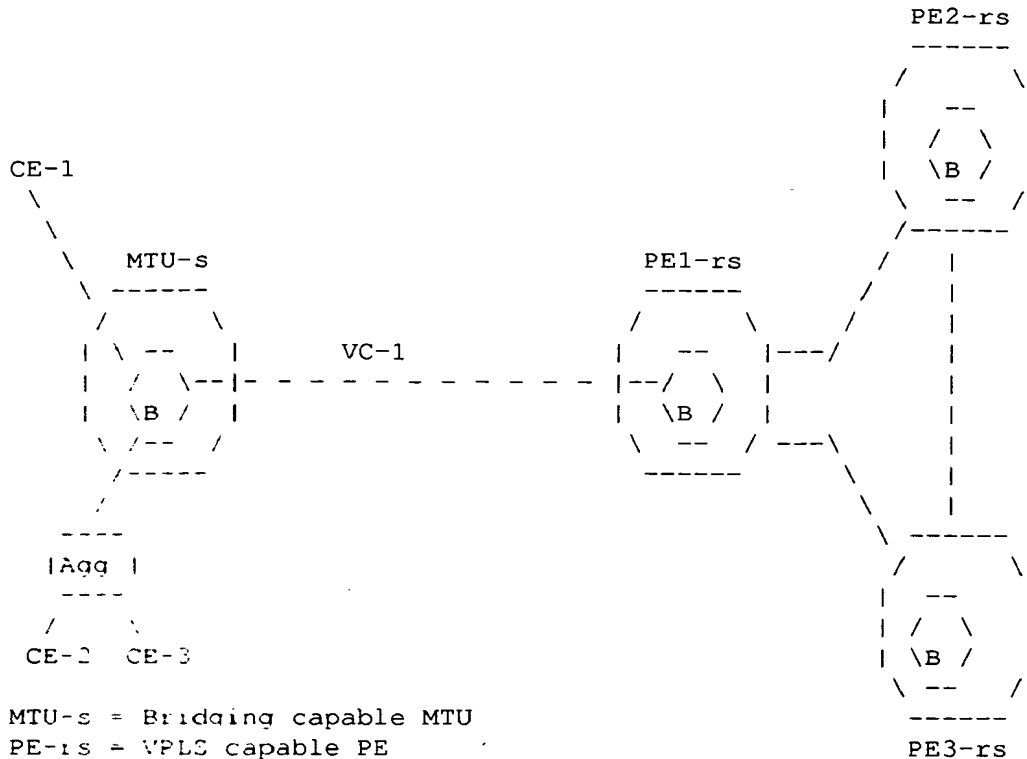 PE2-rs
B
CE-1
MTU-s
PE1-rs
VC-1
B
B
Agg
B
CE-2 CE-3
MTU-s = Bridging capable MTU
PE-rs = VPLS capable PE
PE3-rs